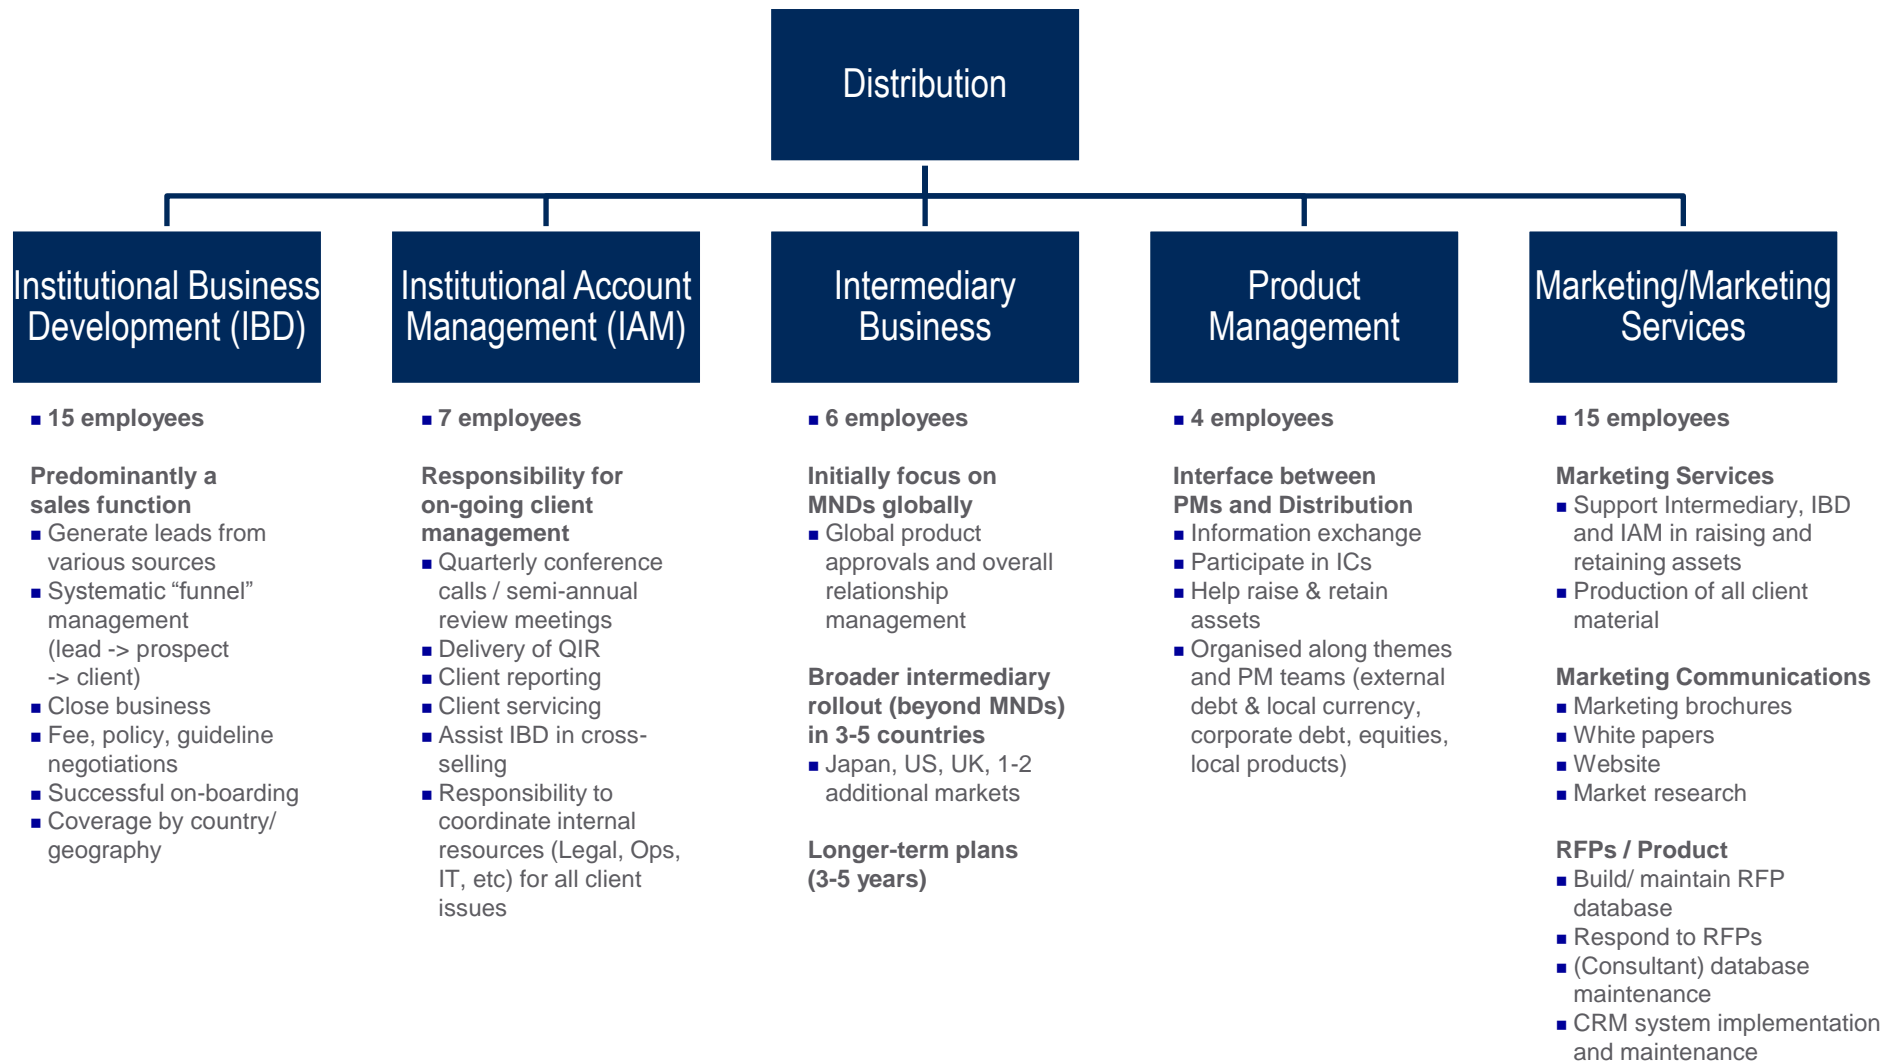 Distribution
Institutional Business
Development (IBD)
■ 15 employees
Predominantly a
sales function
■ Generate leads from
various sources
■ Systematic “funnel”
management
(lead -> prospect
-> client)
■ Close business
■ Fee, policy, guideline
negotiations
■ Successful on-boarding
■ Coverage by country/
geography
Institutional Account
Management (IAM)
■ 7 employees
Responsibility for
on-going client
management
■ Quarterly conference
calls / semi-annual
review meetings
■ Delivery of QIR
■ Client reporting
■ Client servicing
■ Assist IBD in cross-
selling
■ Responsibility to
coordinate internal
resources (Legal, Ops,
IT, etc) for all client
issues
Intermediary
Business
■ 6 employees
Initially focus on
MNDs globally
■ Global product
approvals and overall
relationship
management
Broader intermediary
rollout (beyond MNDs)
in 3-5 countries
■ Japan, US, UK, 1-2
additional markets
Longer-term plans
(3-5 years)
Product
Management
■ 4 employees
Interface between
PMs and Distribution
■ Information exchange
■ Participate in ICs
■ Help raise & retain
assets
■ Organised along themes
and PM teams (external
debt & local currency,
corporate debt, equities,
local products)
Marketing/Marketing
Services
■ 15 employees
Marketing Services
■ Support Intermediary, IBD
and IAM in raising and
retaining assets
■ Production of all client
material
Marketing Communications
■ Marketing brochures
■ White papers
■ Website
■ Market research
RFPs / Product
■ Build/ maintain RFP
database
■ Respond to RFPs
■ (Consultant) database
maintenance
■ CRM system implementation
and maintenance